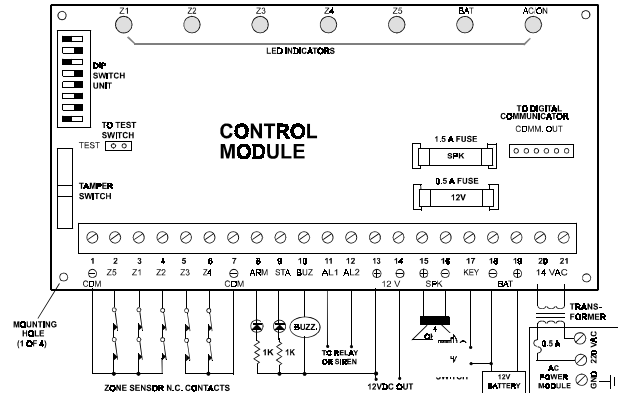 Z1 Z2 Z3 Z4 Z5 BAT AC/ON
LED INDICATORS
DIP
SWITCH
UNIT
TO TEST
SWITCH
TEST
TAMPER
SWITCH
CONTROL
MODULE
TO DIGITAL
COMMUNICATOR
COMM. OUT
1.5 A FUSE
SPK
0.5 A FUSE
12V
1 2 3 4 5 6 7 8 9 10 11 12 13 14 15 16 17 18 19 20 21
⊖ Z5 Z1 Z2 Z3 Z4 ⊖ ARM STA BUZ AL1 AL2 ⊕ ⊖ ⊕ ⊖ KEY ⊖ ⊕ 14 VAC
COM COM 12 V SPK BAT
MOUNTING
HOLE
(1 OF 4)
BUZZ.
1K 1K
TO RELAY
OR SIREN
ZONE SENSOR N.C. CONTACTS
12VDC OUT
4
SWITCH
12V
BATTERY
TRANS-
FORMER
0.5 A
AC
POWER
MODULE
220 VAC
GND